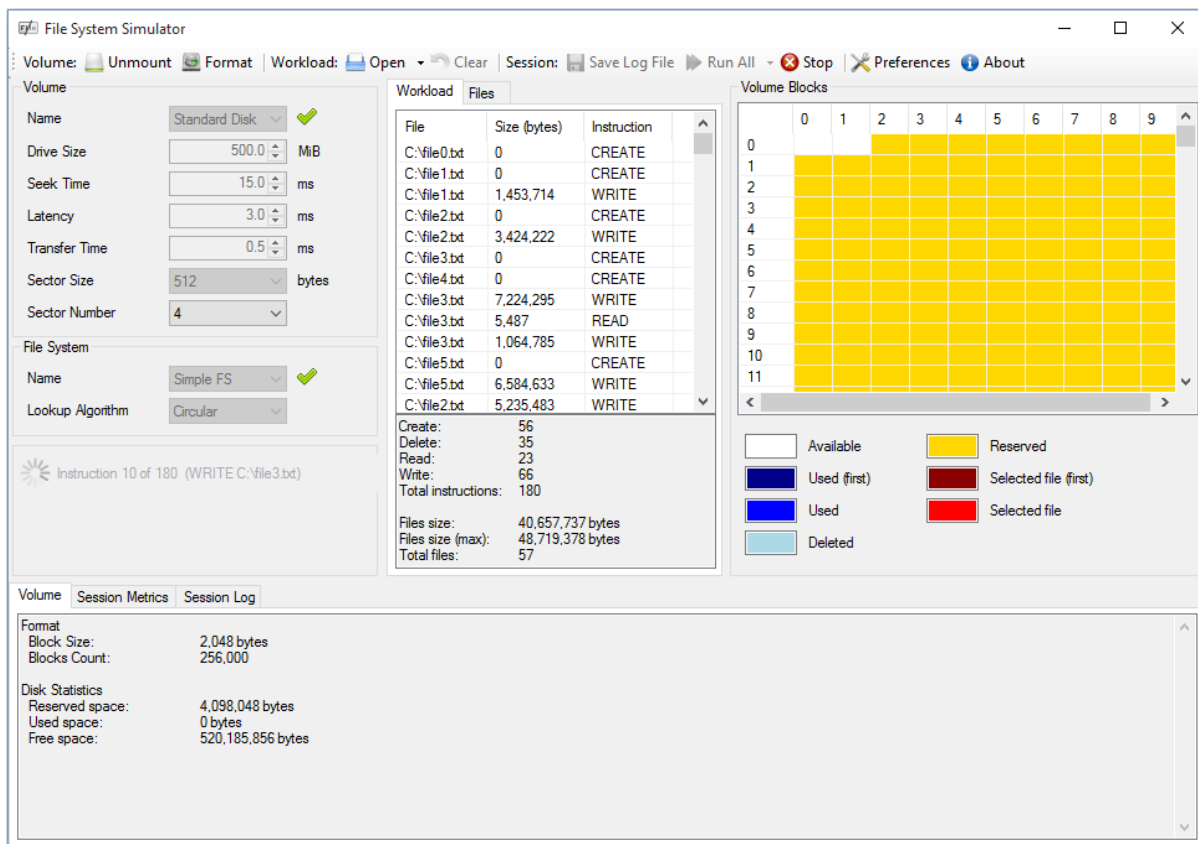 File System Simulator
Volume: Unmount Format Workload: Open Clear Session: Save Log File Run All Stop Preferences About
Volume
Name Standard Disk
Drive Size 500.0 MiB
Seek Time 15.0 ms
Latency 3.0 ms
Transfer Time 0.5 ms
Sector Size 512 bytes
Sector Number 4
File System
Name Simple FS
Lookup Algorithm Circular
Instruction 10 of 180 (WRITE C:\file3.txt)
Workload Files
File Size (bytes) Instruction
C:\file0.txt 0 CREATE
C:\file1.txt 0 CREATE
C:\file1.txt 1,453,714 WRITE
C:\file2.txt 0 CREATE
C:\file2.txt 3,424,222 WRITE
C:\file3.txt 0 CREATE
C:\file4.txt 0 CREATE
C:\file3.txt 7,224,295 WRITE
C:\file3.txt 5,487 READ
C:\file3.txt 1,064,785 WRITE
C:\file5.txt 0 CREATE
C:\file5.txt 6,584,633 WRITE
C:\file2.txt 5,235,483 WRITE
Create: 56
Delete: 35
Read: 23
Write: 66
Total instructions: 180
Files size: 40,657,737 bytes
Files size (max): 48,719,378 bytes
Total files: 57
Volume Blocks
0 1 2 3 4 5 6 7 8 9
0
1
2
3
4
5
6
7
8
9
10
11
Available Reserved
Used (first) Selected file (first)
Used Selected file
Deleted
Volume Session Metrics Session Log
Format
Block Size: 2,048 bytes
Blocks Count: 256,000
Disk Statistics
Reserved space: 4,098,048 bytes
Used space: 0 bytes
Free space: 520,185,856 bytes